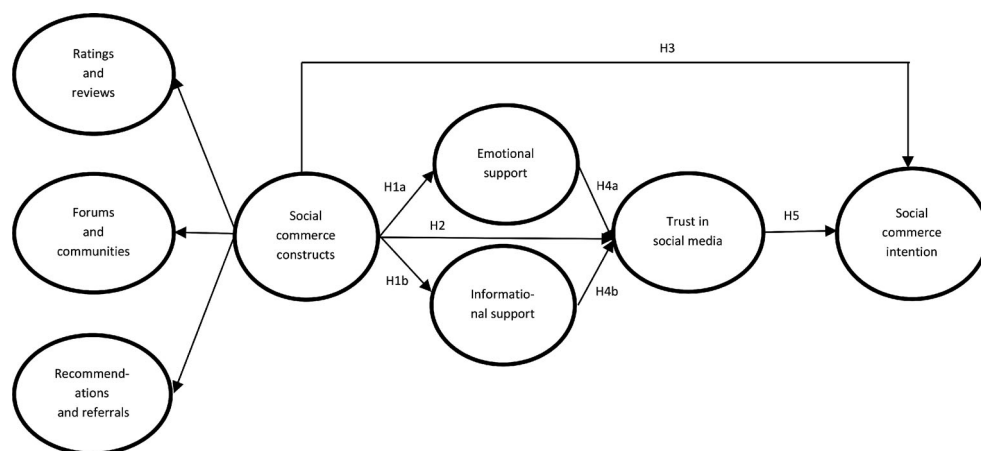 H3
Ratings
and
reviews
Emotional
support
H1a
H4a
Forums
and
communities
Social
commerce
constructs
H2
Trust in
social media
H5
Social
commerce
intention
H1b
Informatio-
nal support
H4b
Recommend-
ations
and referrals